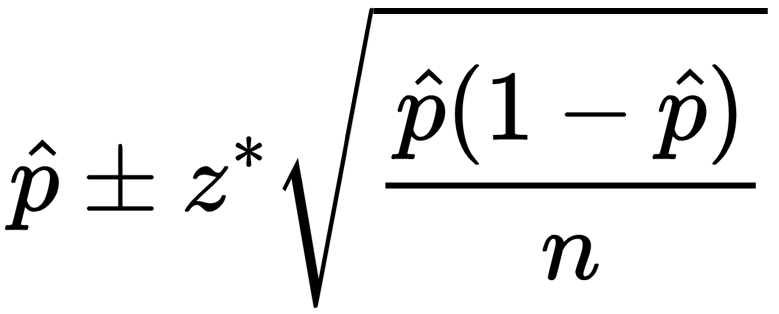 p̂ ± z* √(p̂(1 − p̂)/n)